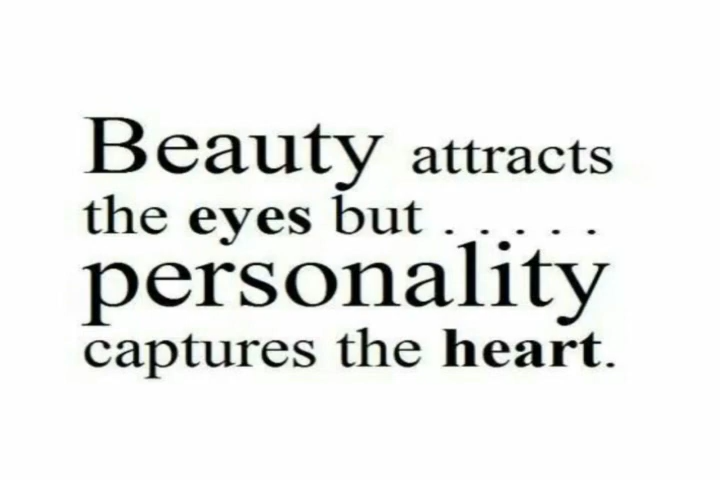 Beauty attracts
the eyes but . . . . .
personality
captures the heart.